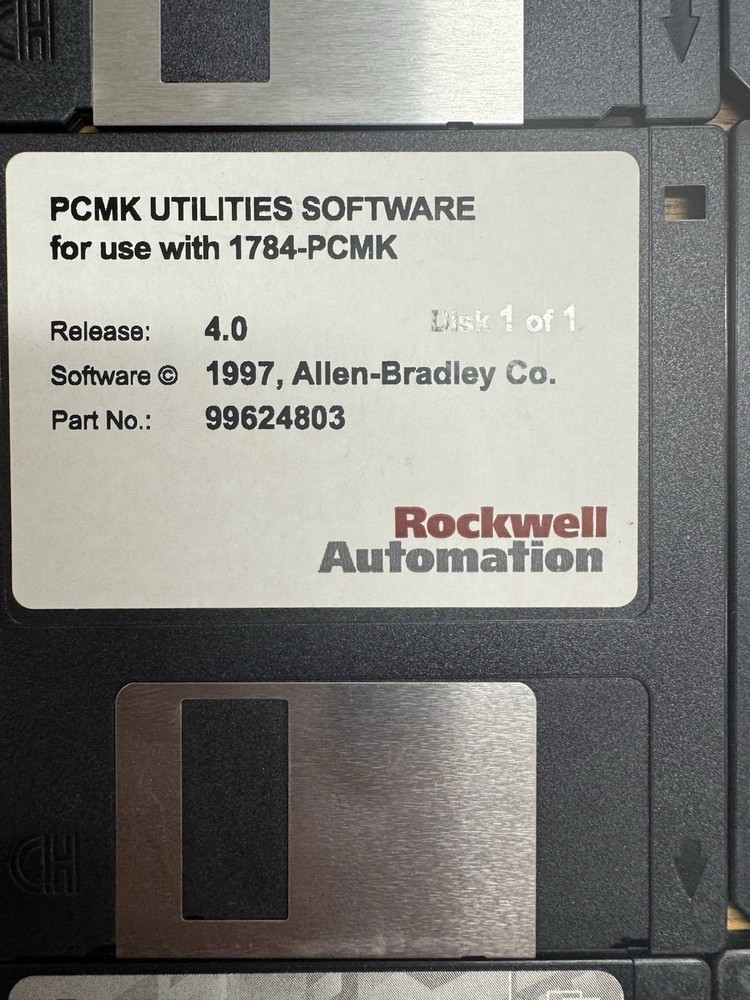 PCMK UTILITIES SOFTWARE
for use with 1784-PCMK
Release: 4.0 Disk 1 of 1
Software © 1997, Allen-Bradley Co.
Part No.: 99624803
Rockwell
Automation